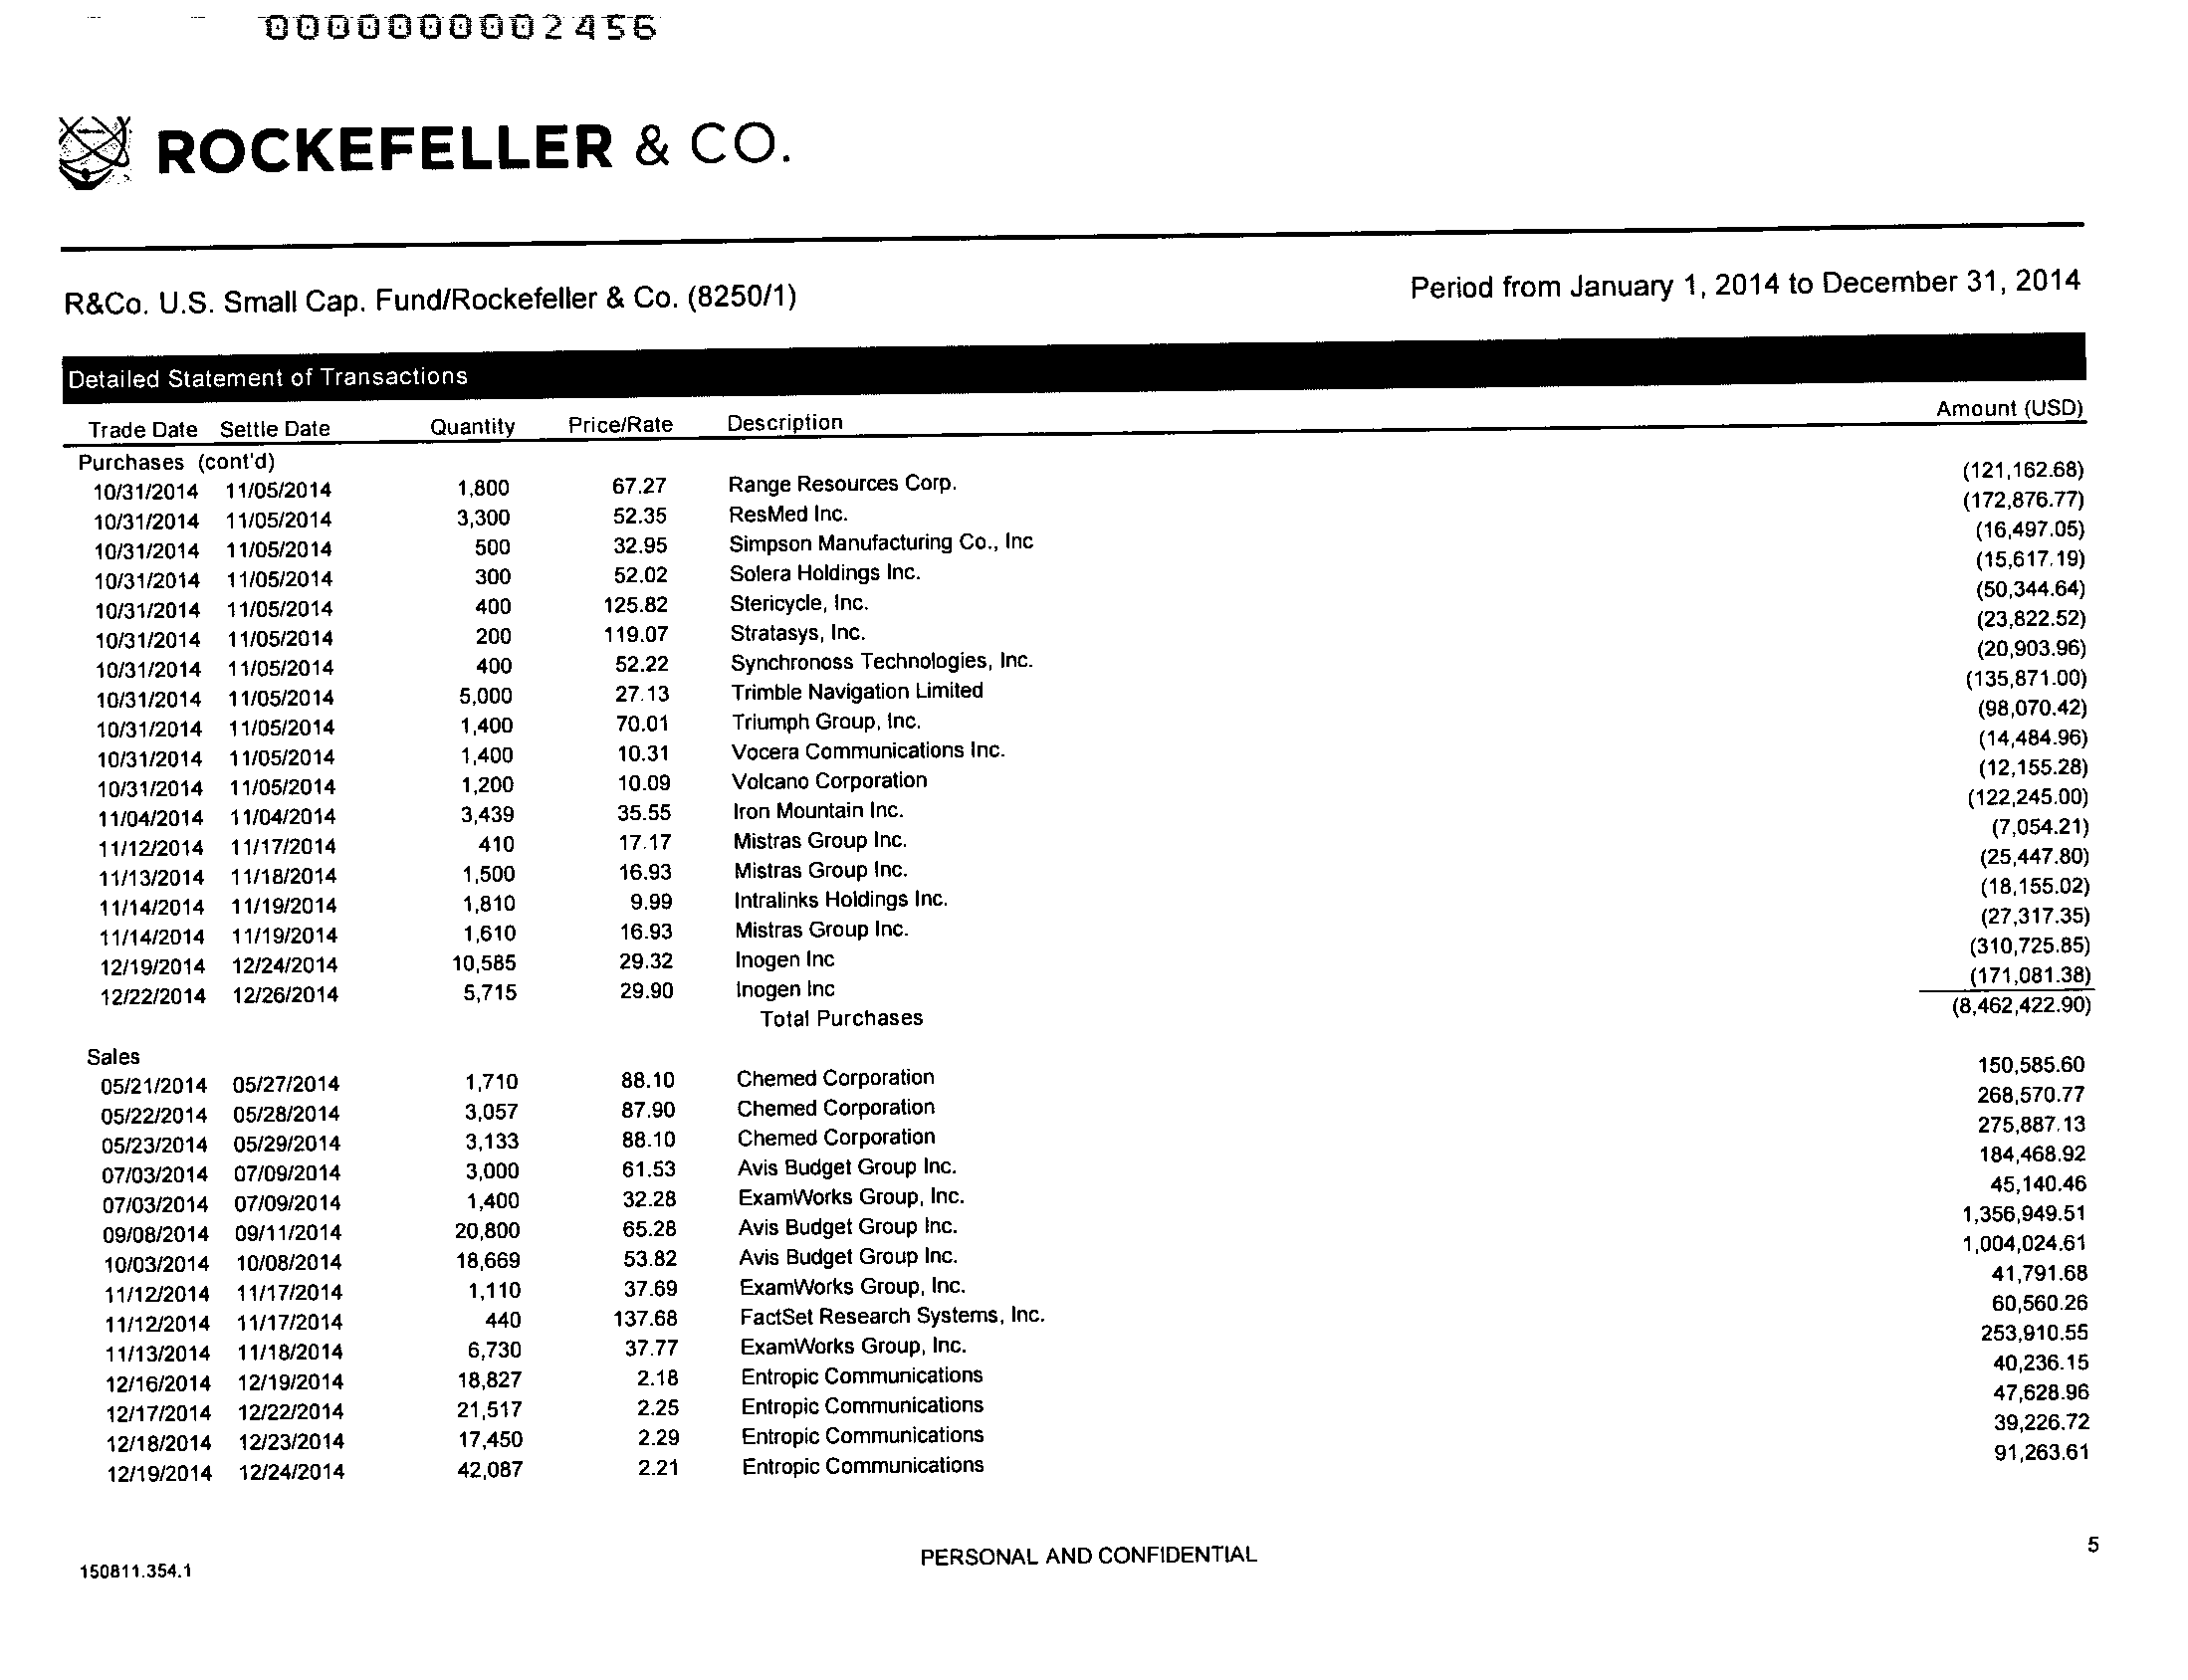 0000000002456
ROCKEFELLER & CO.
R&Co. U.S. Small Cap. Fund/Rockefeller & Co. (8250/1) Period from January 1, 2014 to December 31, 2014
Detailed Statement of Transactions
Trade Date Settle Date Quantity Price/Rate Description Amount (USD)
Purchases (cont'd)
10/31/2014 11/05/2014 1,800 67.27 Range Resources Corp. (121,162.68)
10/31/2014 11/05/2014 3,300 52.35 ResMed Inc. (172,876.77)
10/31/2014 11/05/2014 500 32.95 Simpson Manufacturing Co., Inc (16,497.05)
10/31/2014 11/05/2014 300 52.02 Solera Holdings Inc. (15,617.19)
10/31/2014 11/05/2014 400 125.82 Stericycle, Inc. (50,344.64)
10/31/2014 11/05/2014 200 119.07 Stratasys, Inc. (23,822.52)
10/31/2014 11/05/2014 400 52.22 Synchronoss Technologies, Inc. (20,903.96)
10/31/2014 11/05/2014 5,000 27.13 Trimble Navigation Limited (135,871.00)
10/31/2014 11/05/2014 1,400 70.01 Triumph Group, Inc. (98,070.42)
10/31/2014 11/05/2014 1,400 10.31 Vocera Communications Inc. (14,484.96)
10/31/2014 11/05/2014 1,200 10.09 Volcano Corporation (12,155.28)
11/04/2014 11/04/2014 3,439 35.55 Iron Mountain Inc. (122,245.00)
11/12/2014 11/17/2014 410 17.17 Mistras Group Inc. (7,054.21)
11/13/2014 11/18/2014 1,500 16.93 Mistras Group Inc. (25,447.80)
11/14/2014 11/19/2014 1,810 9.99 Intralinks Holdings Inc. (18,155.02)
11/14/2014 11/19/2014 1,610 16.93 Mistras Group Inc. (27,317.35)
12/19/2014 12/24/2014 10,585 29.32 Inogen Inc (310,725.85)
12/22/2014 12/26/2014 5,715 29.90 Inogen Inc (171,081.38)
Total Purchases (8,462,422.90)
Sales
05/21/2014 05/27/2014 1,710 88.10 Chemed Corporation 150,585.60
05/22/2014 05/28/2014 3,057 87.90 Chemed Corporation 268,570.77
05/23/2014 05/29/2014 3,133 88.10 Chemed Corporation 275,887.13
07/03/2014 07/09/2014 3,000 61.53 Avis Budget Group Inc. 184,468.92
07/03/2014 07/09/2014 1,400 32.28 ExamWorks Group, Inc. 45,140.46
09/08/2014 09/11/2014 20,800 65.28 Avis Budget Group Inc. 1,356,949.51
10/03/2014 10/08/2014 18,669 53.82 Avis Budget Group Inc. 1,004,024.61
11/12/2014 11/17/2014 1,110 37.69 ExamWorks Group, Inc. 41,791.68
11/12/2014 11/17/2014 440 137.68 FactSet Research Systems, Inc. 60,560.26
11/13/2014 11/18/2014 6,730 37.77 ExamWorks Group, Inc. 253,910.55
12/16/2014 12/19/2014 18,827 2.18 Entropic Communications 40,236.15
12/17/2014 12/22/2014 21,517 2.25 Entropic Communications 47,628.96
12/18/2014 12/23/2014 17,450 2.29 Entropic Communications 39,226.72
12/19/2014 12/24/2014 42,087 2.21 Entropic Communications 91,263.61
150811.354.1 PERSONAL AND CONFIDENTIAL 5